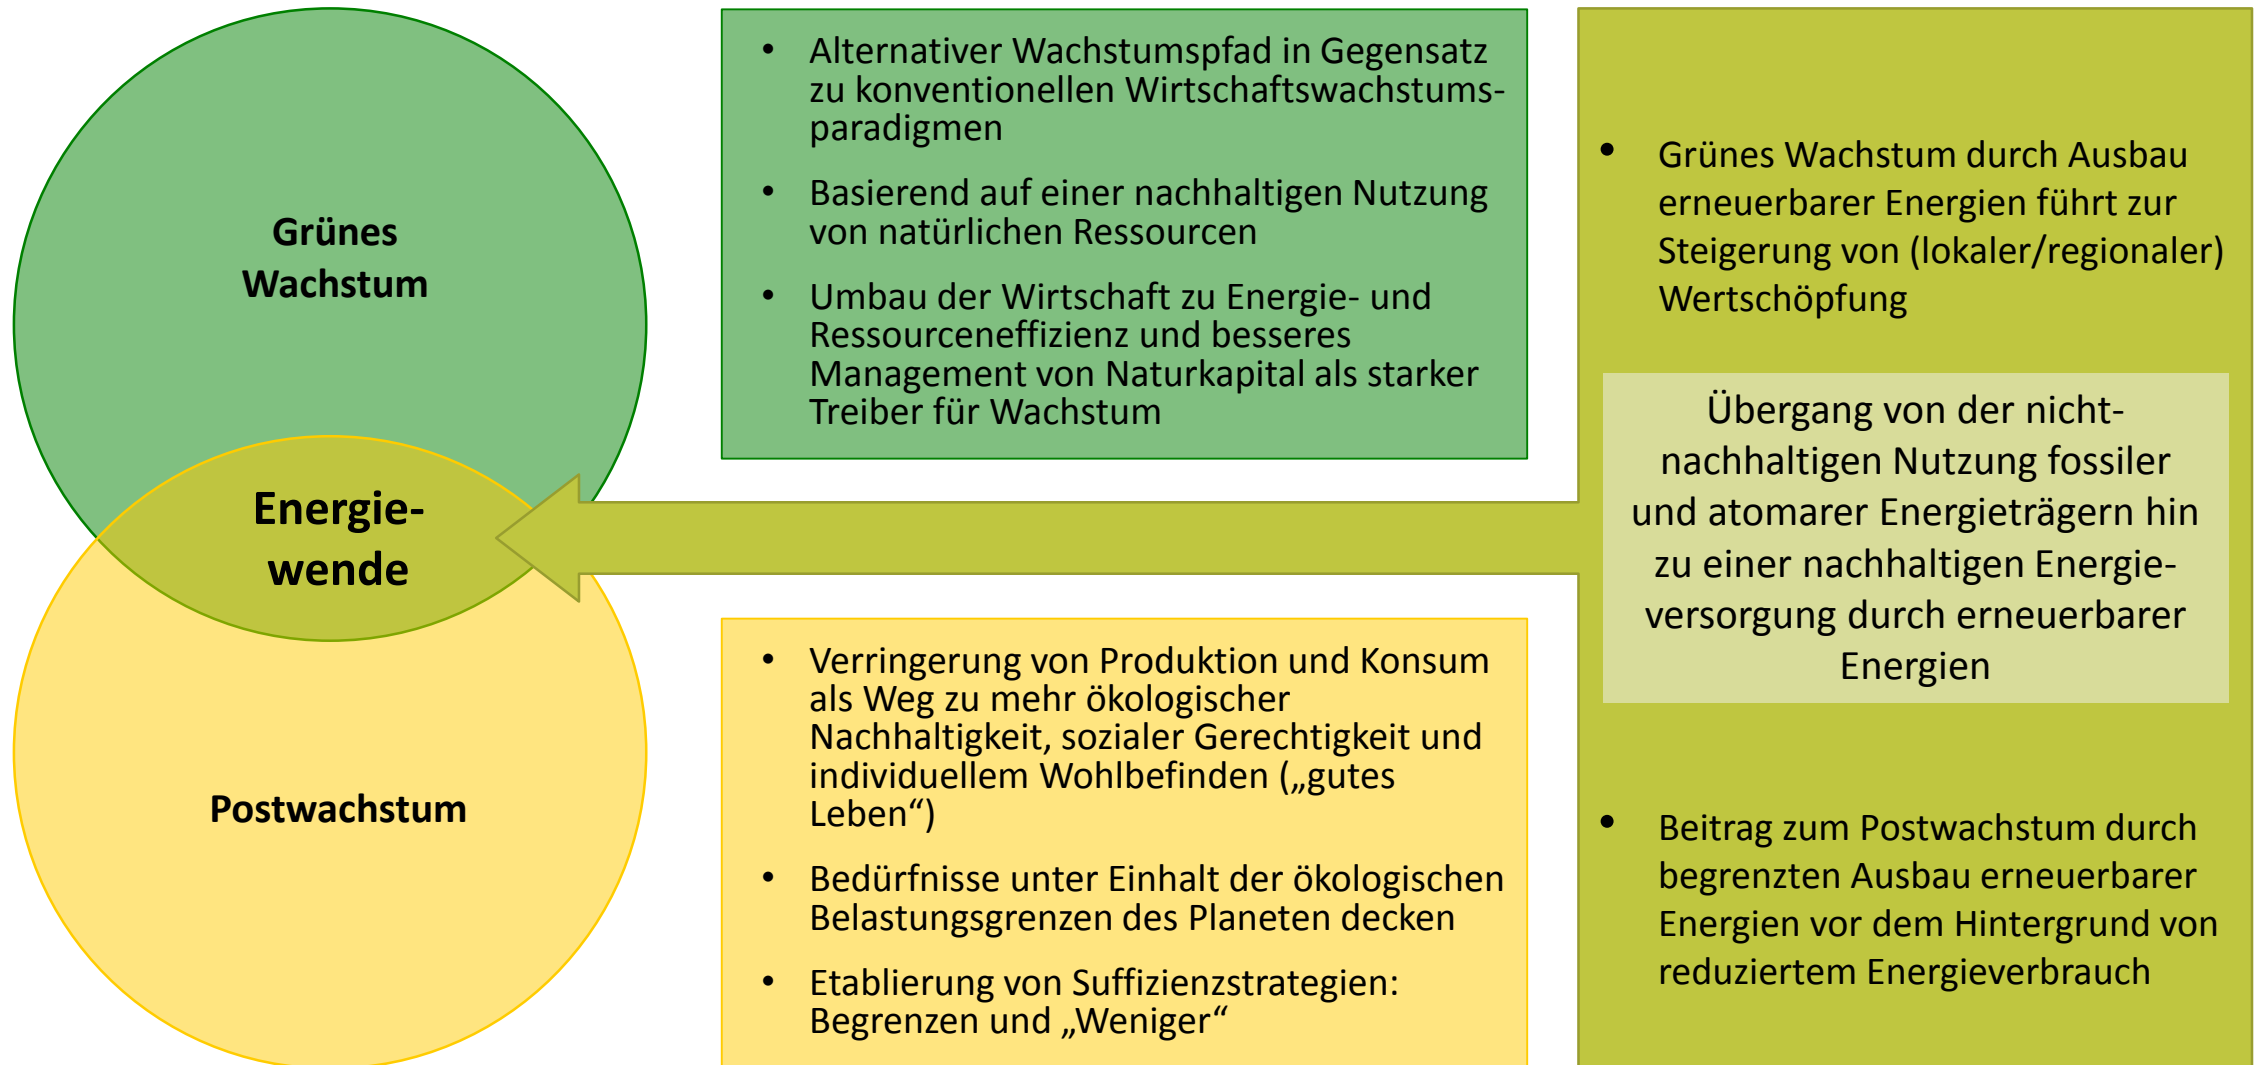 Grünes
Wachstum
Energie-
wende
Postwachstum
• Alternativer Wachstumspfad in Gegensatz
zu konventionellen Wirtschaftswachstums-
paradigmen
• Basierend auf einer nachhaltigen Nutzung
von natürlichen Ressourcen
• Umbau der Wirtschaft zu Energie- und
Ressourceneffizienz und besseres
Management von Naturkapital als starker
Treiber für Wachstum
• Verringerung von Produktion und Konsum
als Weg zu mehr ökologischer
Nachhaltigkeit, sozialer Gerechtigkeit und
individuellem Wohlbefinden („gutes
Leben“)
• Bedürfnisse unter Einhalt der ökologischen
Belastungsgrenzen des Planeten decken
• Etablierung von Suffizienzstrategien:
Begrenzen und „Weniger“
• Grünes Wachstum durch Ausbau
erneuerbarer Energien führt zur
Steigerung von (lokaler/regionaler)
Wertschöpfung
Übergang von der nicht-
nachhaltigen Nutzung fossiler
und atomarer Energieträgern hin
zu einer nachhaltigen Energie-
versorgung durch erneuerbarer
Energien
• Beitrag zum Postwachstum durch
begrenzten Ausbau erneuerbarer
Energien vor dem Hintergrund von
reduziertem Energieverbrauch